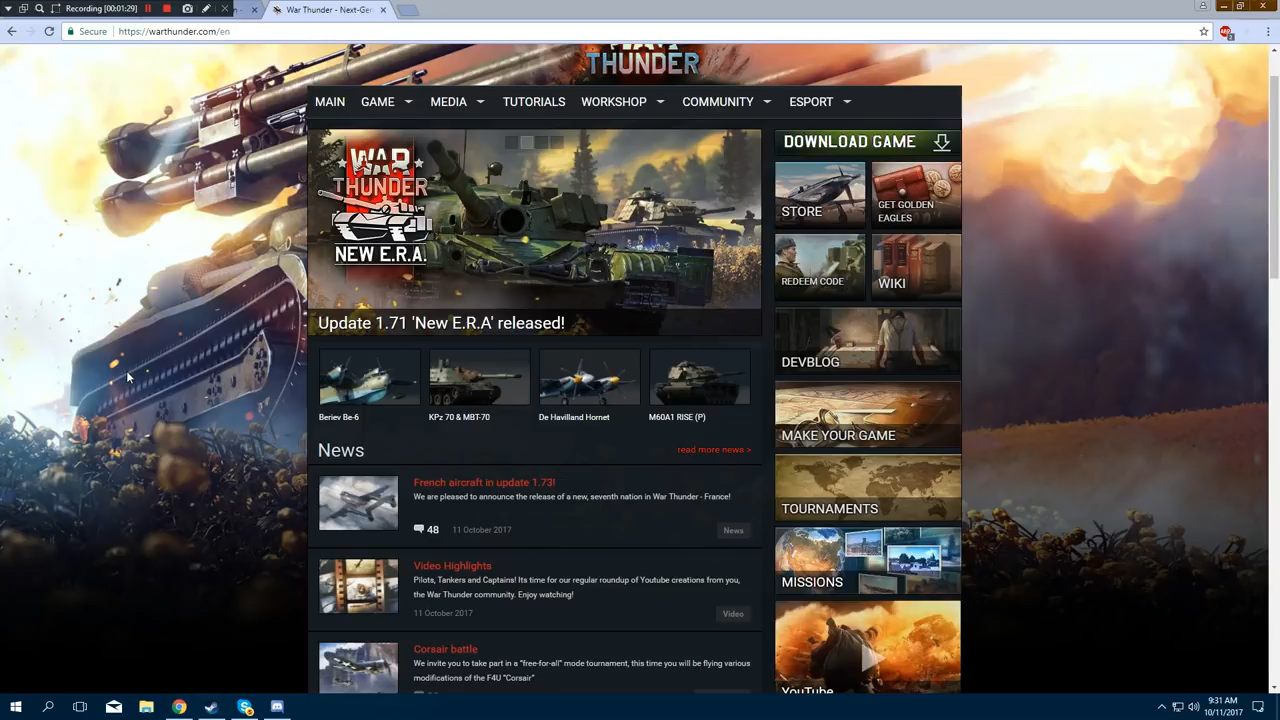 Recording [00:01:29]
War Thunder - Next-Ge
Secure
https://warthunder.com/en
THUNDER
MAIN
GAME
MEDIA
TUTORIALS
WORKSHOP
COMMUNITY
ESPORT
WAR
THUNDER
NEW E.R.A.
Update 1.71 'New E.R.A' released!
Beriev Be-6
KPz 70 & MBT-70
De Havilland Hornet
M60A1 RISE (P)
News
read more news >
French aircraft in update 1.73!
We are pleased to announce the release of a new, seventh nation in War Thunder - France!
48
11 October 2017
News
Video Highlights
Pilots, Tankers and Captains! Its time for our regular roundup of Youtube creations from you,
the War Thunder community. Enjoy watching!
11 October 2017
Video
Corsair battle
We invite you to take part in a "free-for-all" mode tournament, this time you will be flying various
modifications of the F4U "Corsair"
DOWNLOAD GAME
STORE
GET GOLDEN
EAGLES
REDEEM CODE
WIKI
DEVBLOG
MAKE YOUR GAME
TOURNAMENTS
MISSIONS
YouTube
9:31 AM
10/11/2017